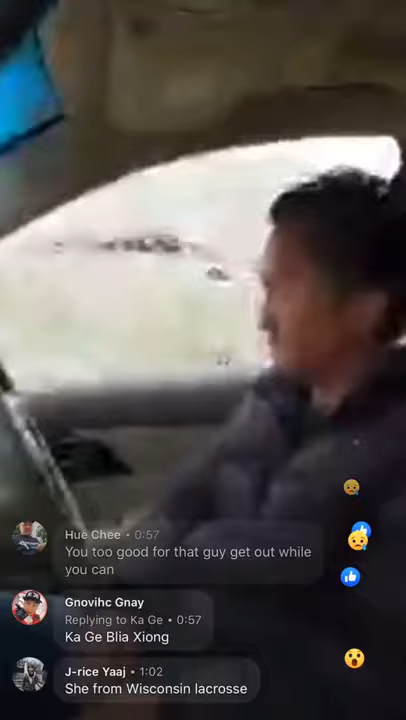 Hue Chee • 0:57
You too good for that guy get out while
you can
Gnovihc Gnay
Replying to Ka Ge • 0:57
Ka Ge Blia Xiong
J-rice Yaaj • 1:02
She from Wisconsin lacrosse